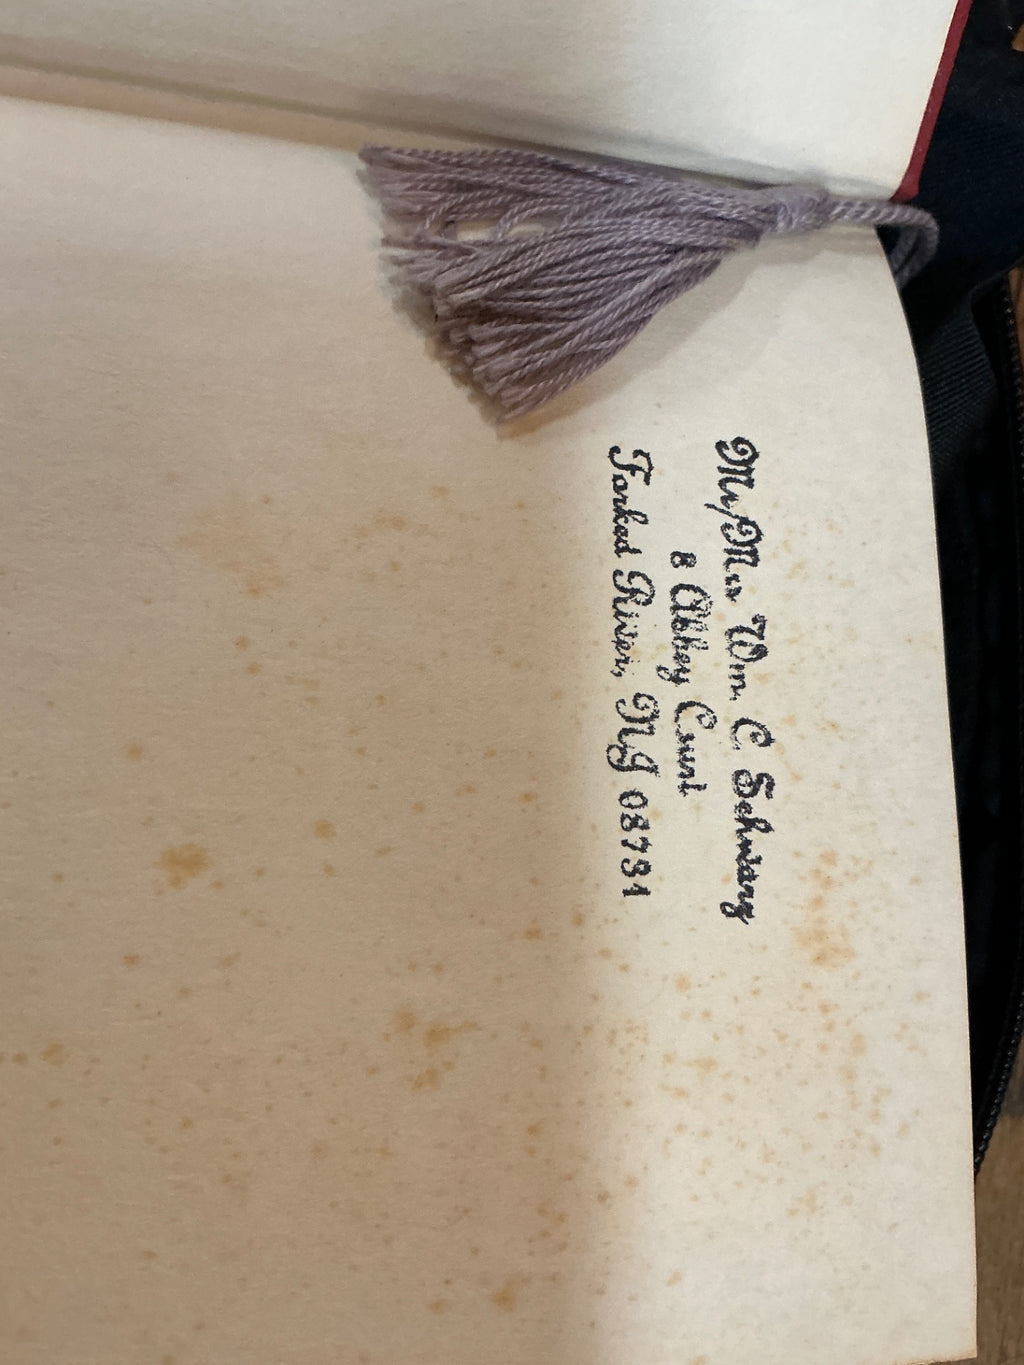 Mr/Mrs Wm. C. Schwarz
8 Abbey Court
Forked River, NJ 08731